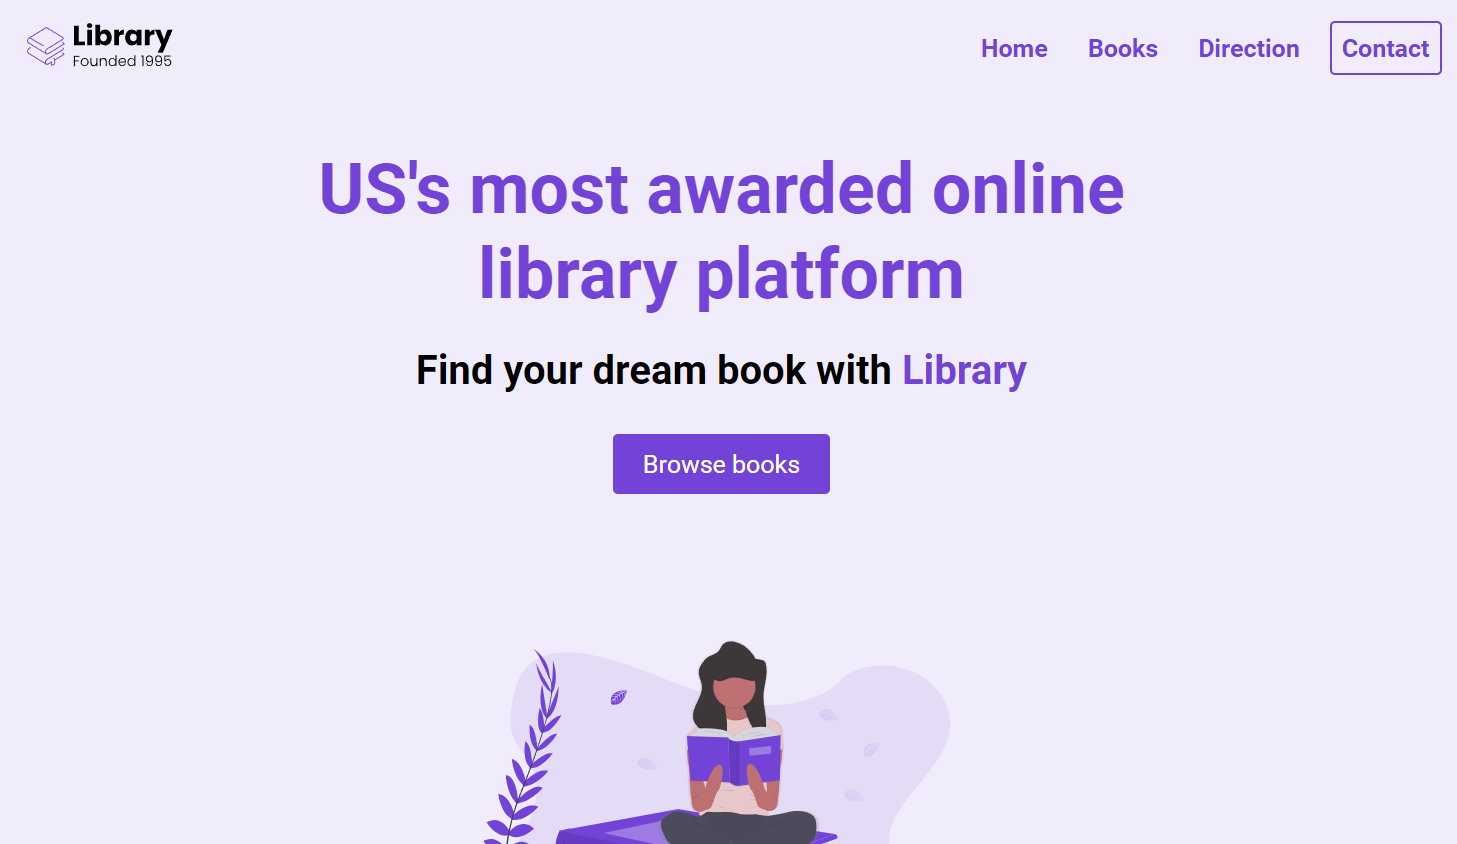 Library
Founded 1995
Home
Books
Direction
Contact
US's most awarded online
library platform
Find your dream book with Library
Browse books